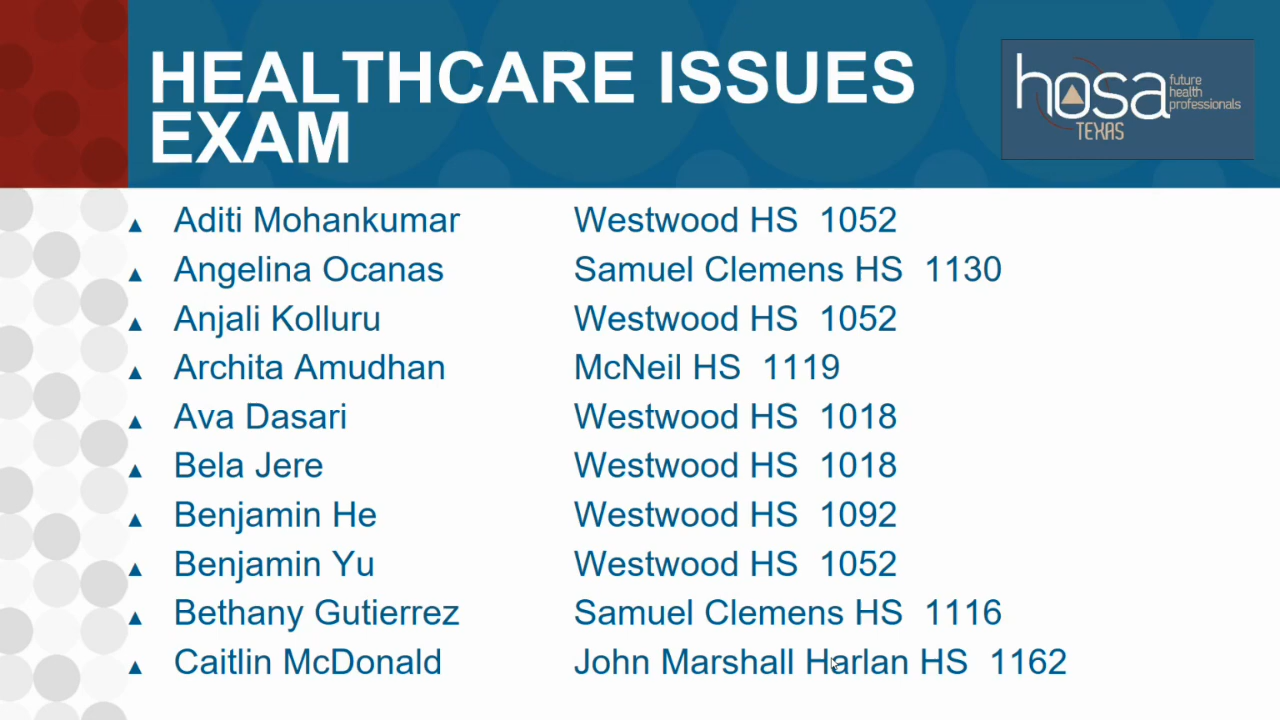 HEALTHCARE ISSUES
EXAM
hosa
future
health
professionals
TEXAS
▲ Aditi Mohankumar Westwood HS 1052
▲ Angelina Ocanas Samuel Clemens HS 1130
▲ Anjali Kolluru Westwood HS 1052
▲ Archita Amudhan McNeil HS 1119
▲ Ava Dasari Westwood HS 1018
▲ Bela Jere Westwood HS 1018
▲ Benjamin He Westwood HS 1092
▲ Benjamin Yu Westwood HS 1052
▲ Bethany Gutierrez Samuel Clemens HS 1116
▲ Caitlin McDonald John Marshall Harlan HS 1162